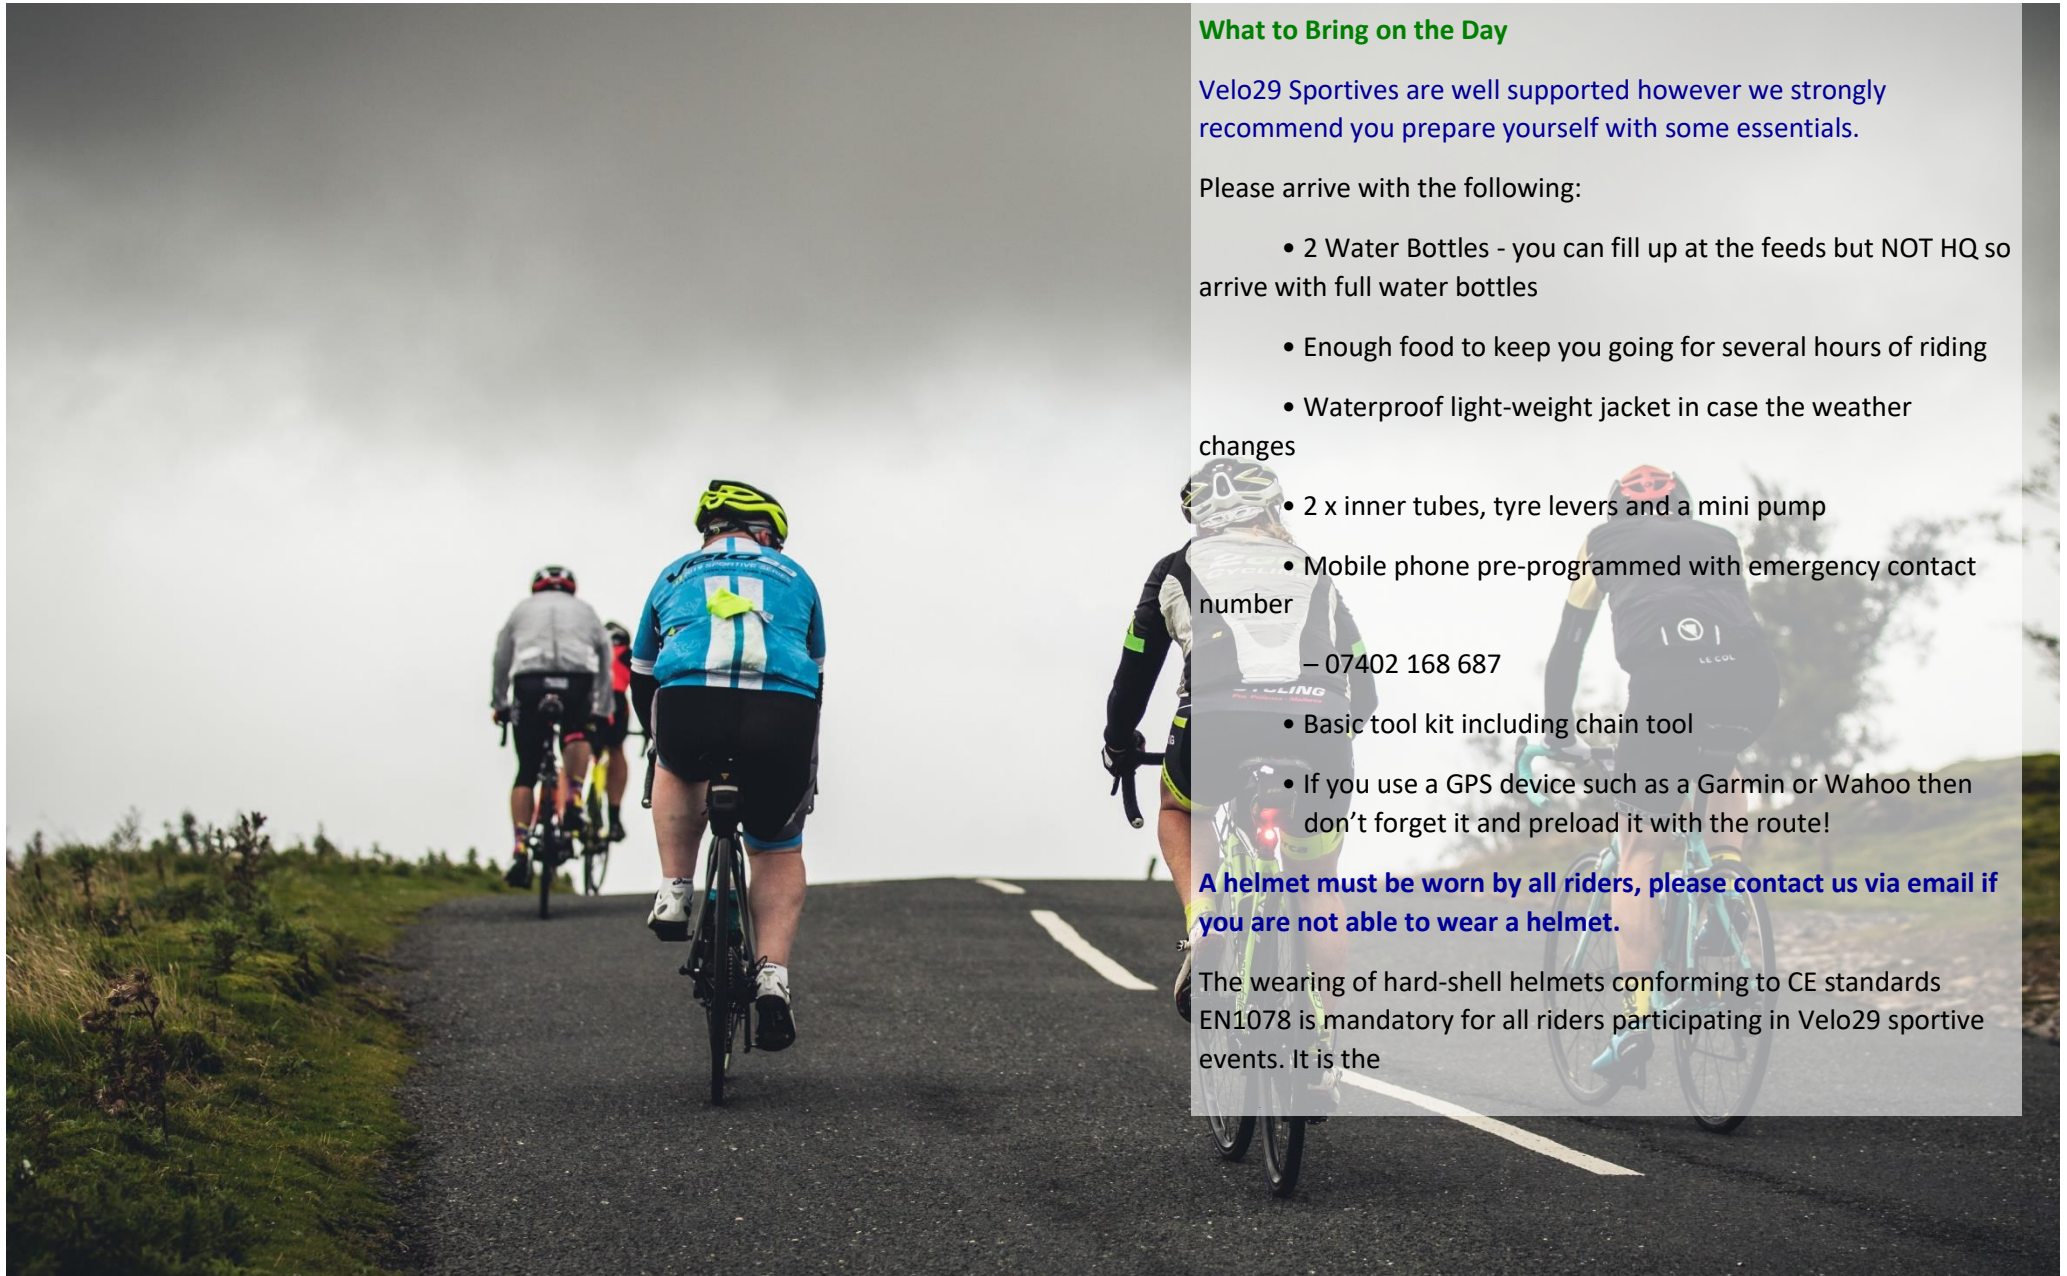 What to Bring on the Day
Velo29 Sportives are well supported however we strongly
recommend you prepare yourself with some essentials.
Please arrive with the following:
• 2 Water Bottles - you can fill up at the feeds but NOT HQ so
arrive with full water bottles
• Enough food to keep you going for several hours of riding
• Waterproof light-weight jacket in case the weather
changes
• 2 x inner tubes, tyre levers and a mini pump
• Mobile phone pre-programmed with emergency contact
number
– 07402 168 687
• Basic tool kit including chain tool
• If you use a GPS device such as a Garmin or Wahoo then
don’t forget it and preload it with the route!
A helmet must be worn by all riders, please contact us via email if
you are not able to wear a helmet.
The wearing of hard-shell helmets conforming to CE standards
EN1078 is mandatory for all riders participating in Velo29 sportive
events. It is the
velo29
SPORTIVE SERIES
CYCLING
LE COL